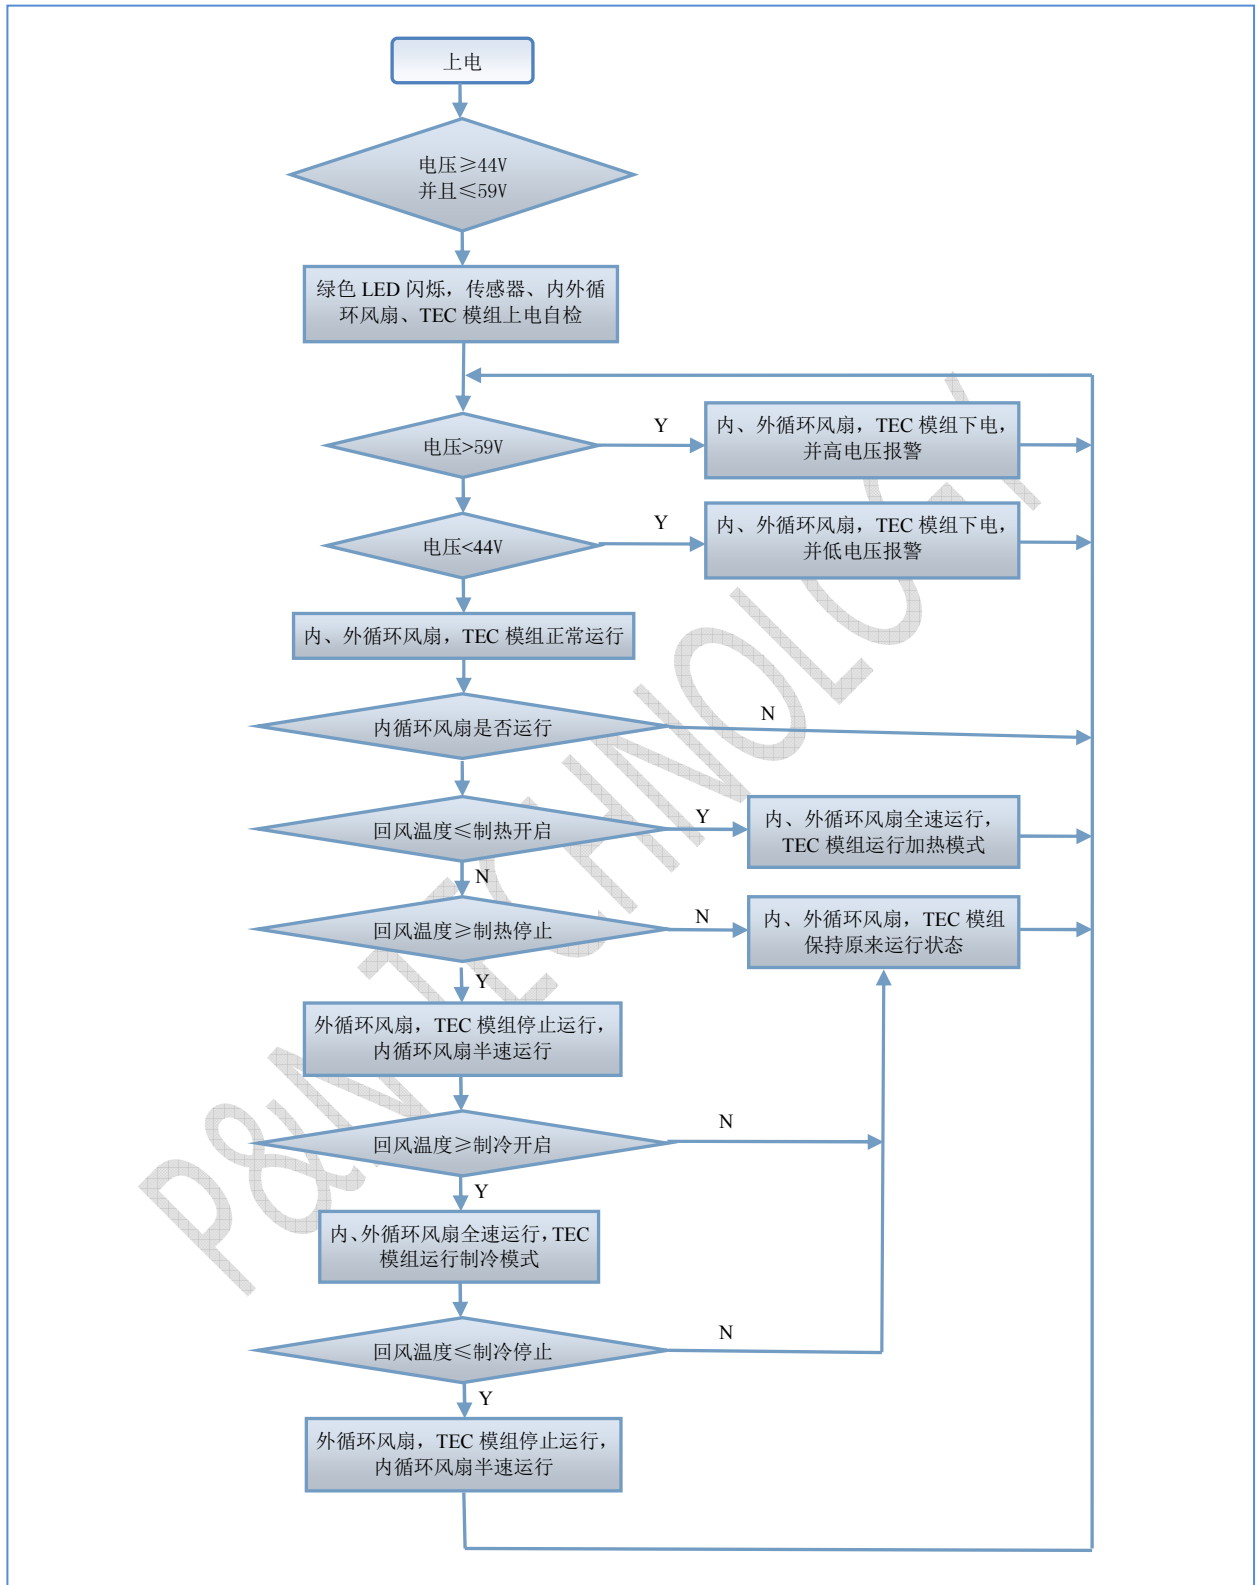 上电
电压≥44V
并且≤59V
绿色 LED 闪烁，传感器、内外循
环风扇、TEC 模组上电自检
电压>59V
Y
内、外循环风扇，TEC 模组下电，
并高电压报警
电压<44V
Y
内、外循环风扇，TEC 模组下电，
并低电压报警
内、外循环风扇，TEC 模组正常运行
内循环风扇是否运行
N
回风温度≤制热开启
Y
内、外循环风扇全速运行，
TEC 模组运行加热模式
N
回风温度≥制热停止
N
内、外循环风扇，TEC 模组
保持原来运行状态
Y
外循环风扇，TEC 模组停止运行，
内循环风扇半速运行
回风温度≥制冷开启
N
Y
内、外循环风扇全速运行，TEC
模组运行制冷模式
回风温度≤制冷停止
N
Y
外循环风扇，TEC 模组停止运行，
内循环风扇半速运行
P&N TECHNOLOGY